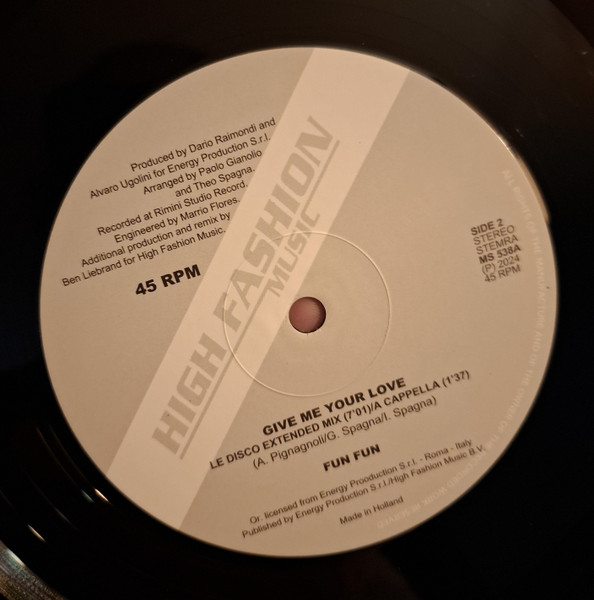 Produced by Dario Raimondi and
Alvaro Ugolini for Energy Production S.r.l.
Arranged by Paolo Gianolio
and Theo Spagna.
Recorded at Rimini Studio Record.
Engineered by Marrio Flores.
Additional production and remix by
Ben Liebrand for High Fashion Music.
45 RPM
HIGH FASHION
MUSIC
SIDE 2
STEREO
STEMRA
MS 538A
(P) 2024
45 RPM
GIVE ME YOUR LOVE
LE DISCO EXTENDED MIX (7'01)/A CAPPELLA (1'37)
(A. Pignagnoli/G. Spagna/I. Spagna)
FUN FUN
Or. licensed from Energy Prooduction S.r.l. - Roma - Italy
Published by Energy Production S.r.l./High Fashion Music B.V.
Made in Holland